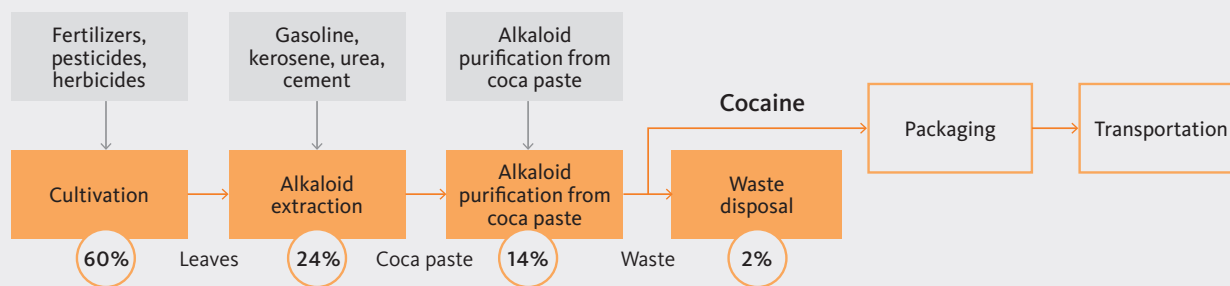 Fertilizers,
pesticides,
herbicides
Gasoline,
kerosene, urea,
cement
Alkaloid
purification from
coca paste
Cocaine
Packaging
Transportation
Cultivation
Alkaloid
extraction
Alkaloid
purification from
coca paste
Waste
disposal
60%
Leaves
24%
Coca paste
14%
Waste
2%